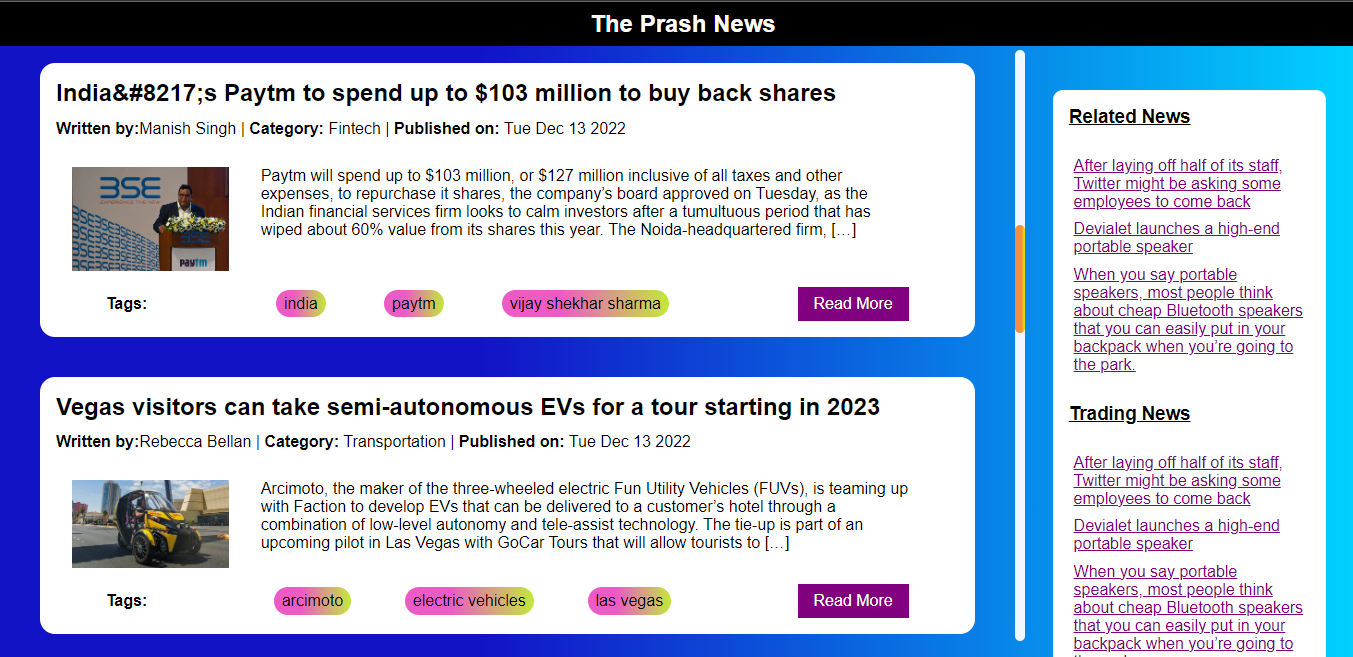 The Prash News
India&#8217;s Paytm to spend up to $103 million to buy back shares
Written by:Manish Singh | Category: Fintech | Published on: Tue Dec 13 2022
BSE
EXPERIENCE THE NEW
paytm
Paytm will spend up to $103 million, or $127 million inclusive of all taxes and other
expenses, to repurchase it shares, the company’s board approved on Tuesday, as the
Indian financial services firm looks to calm investors after a tumultuous period that has
wiped about 60% value from its shares this year. The Noida-headquartered firm, […]
Tags:
india
paytm
vijay shekhar sharma
Read More
Vegas visitors can take semi-autonomous EVs for a tour starting in 2023
Written by:Rebecca Bellan | Category: Transportation | Published on: Tue Dec 13 2022
Arcimoto, the maker of the three-wheeled electric Fun Utility Vehicles (FUVs), is teaming up
with Faction to develop EVs that can be delivered to a customer’s hotel through a
combination of low-level autonomy and tele-assist technology. The tie-up is part of an
upcoming pilot in Las Vegas with GoCar Tours that will allow tourists to […]
Tags:
arcimoto
electric vehicles
las vegas
Read More
Related News
After laying off half of its staff,
Twitter might be asking some
employees to come back
Devialet launches a high-end
portable speaker
When you say portable
speakers, most people think
about cheap Bluetooth speakers
that you can easily put in your
backpack when you’re going to
the park.
Trading News
After laying off half of its staff,
Twitter might be asking some
employees to come back
Devialet launches a high-end
portable speaker
When you say portable
speakers, most people think
about cheap Bluetooth speakers
that you can easily put in your
backpack when you’re going to